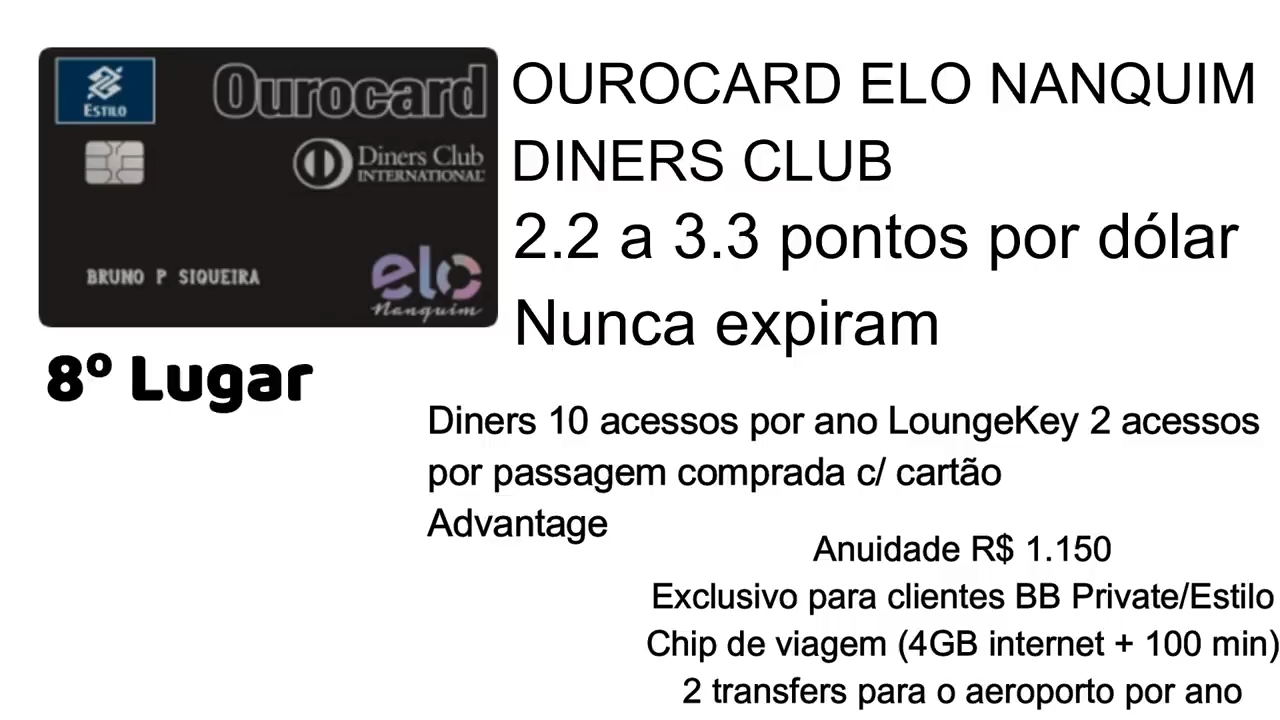 ESTILO
Ourocard
Diners Club
INTERNATIONAL
BRUNO P SIQUEIRA
elo
Nanquim
OUROCARD ELO NANQUIM
DINERS CLUB
2.2 a 3.3 pontos por dólar
Nunca expiram
8º Lugar
Diners 10 acessos por ano LoungeKey 2 acessos
por passagem comprada c/ cartão
Advantage
Anuidade R$ 1.150
Exclusivo para clientes BB Private/Estilo
Chip de viagem (4GB internet + 100 min)
2 transfers para o aeroporto por ano